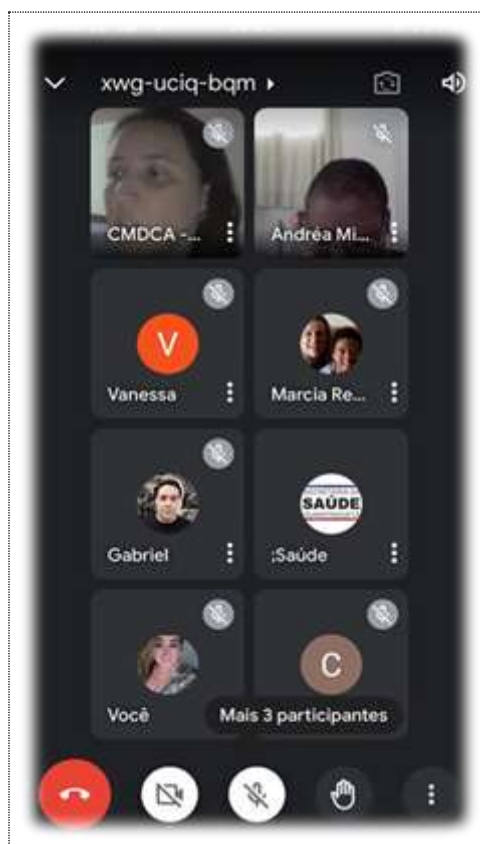 xwg-uciq-bqm
CMDCA -...
Andréa Mi...
V
Vanessa
Marcia Re...
Gabriel
SAÚDE
:Saúde
Você
C
Mais 3 participantes